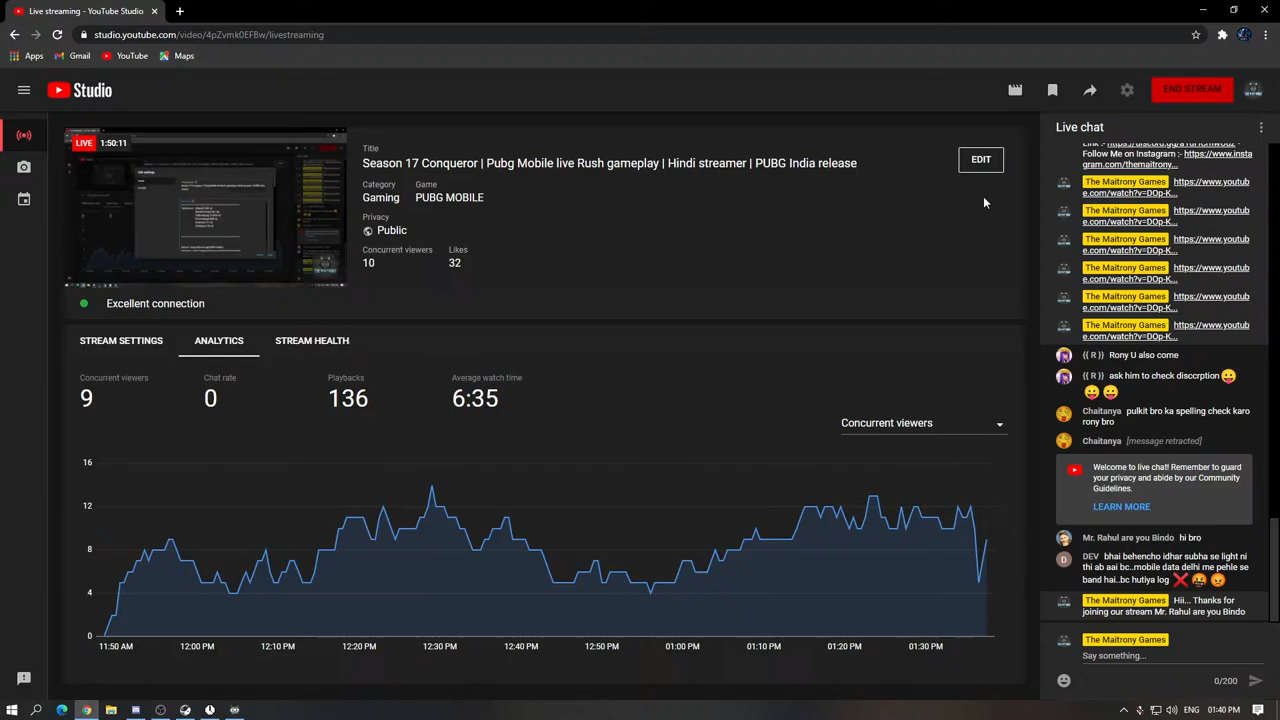 Live streaming - YouTube Studio
studio.youtube.com/video/4pZvmk0EFBw/livestreaming
Apps Gmail YouTube Maps
Studio
END STREAM
LIVE 1:50:11
Title
Season 17 Conqueror | Pubg Mobile live Rush gameplay | Hindi streamer | PUBG India release
EDIT
Category Game
Gaming PUBG MOBILE
Privacy
Public
Concurrent viewers Likes
10 32
Excellent connection
STREAM SETTINGS ANALYTICS STREAM HEALTH
Concurrent viewers Chat rate Playbacks Average watch time
9 0 136 6:35
Concurrent viewers
16
12
8
4
0
11:50 AM 12:00 PM 12:10 PM 12:20 PM 12:30 PM 12:40 PM 12:50 PM 01:00 PM 01:10 PM 01:20 PM 01:30 PM
Live chat
Follow Me on Instagram :- https://www.insta
gram.com/themaitrony...
The Maitrony Games https://www.youtub
e.com/watch?v=DOp-K...
The Maitrony Games https://www.youtub
e.com/watch?v=DOp-K...
The Maitrony Games https://www.youtub
e.com/watch?v=DOp-K...
The Maitrony Games https://www.youtub
e.com/watch?v=DOp-K...
The Maitrony Games https://www.youtub
e.com/watch?v=DOp-K...
The Maitrony Games https://www.youtub
e.com/watch?v=DOp-K...
{{ R }} Rony U also come
{{ R }} ask him to check disccrption
Chaitanya pulkit bro ka spelling check karo
rony bro
Chaitanya [message retracted]
Welcome to live chat! Remember to guard
your privacy and abide by our Community
Guidelines.
LEARN MORE
Mr. Rahul are you Bindo hi bro
DEV bhai behencho idhar subha se light ni
thi ab aai bc..mobile data delhi me pehle se
band hai..bc hutiya log
The Maitrony Games Hii... Thanks for
joining our stream Mr. Rahul are you Bindo
The Maitrony Games
Say something...
0/200
ENG 01:40 PM